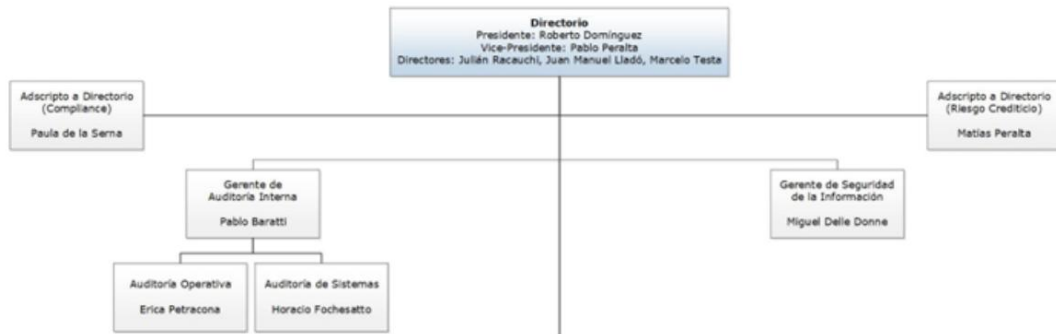 Directorio
Presidente: Roberto Domínguez
Vice-Presidente: Pablo Peralta
Directores: Julián Racauchi, Juan Manuel Lladó, Marcelo Testa
Adscripto a Directorio
(Compliance)
Paula de la Serna
Adscripto a Directorio
(Riesgo Crediticio)
Matías Peralta
Gerente de
Auditoría Interna
Pablo Baratti
Gerente de Seguridad
de la Información
Miguel Delle Donne
Auditoría Operativa
Erica Petracona
Auditoría de Sistemas
Horacio Fochesatto